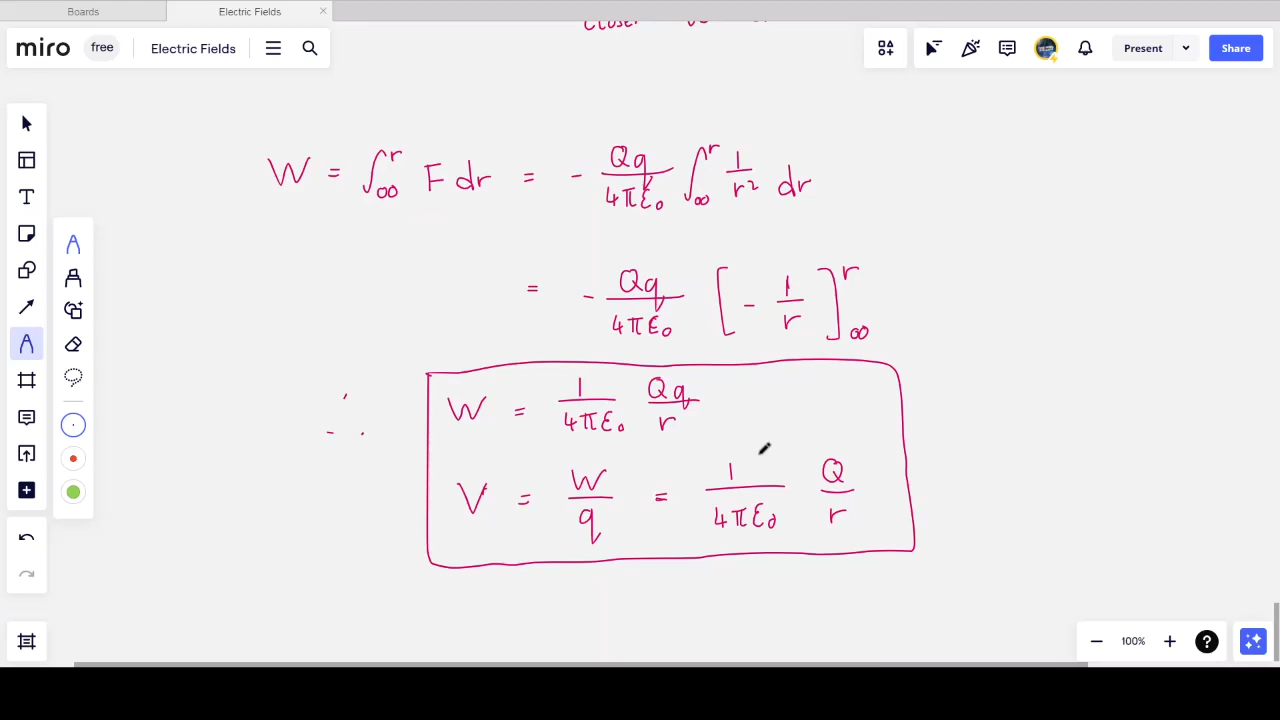 Boards
Electric Fields
miro free Electric Fields
Present
Share
W = ∫∞^r F dr = - Qq/4πε₀ ∫∞^r 1/r² dr
= - Qq/4πε₀ [ - 1/r ]∞^r
∴ W = 1/4πε₀ Qq/r
V = W/q = 1/4πε₀ Q/r
100%